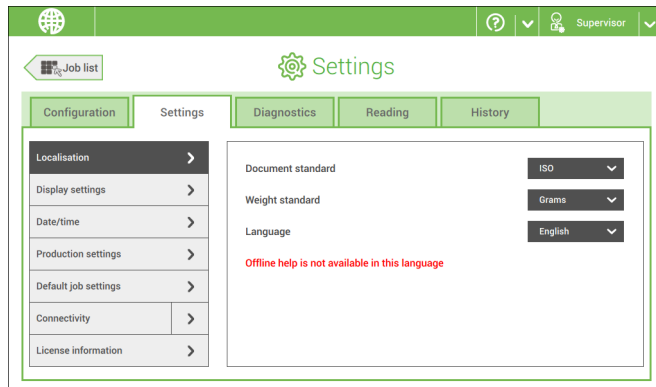 Supervisor
Job list
Settings
Configuration
Settings
Diagnostics
Reading
History
Localisation
Display settings
Date/time
Production settings
Default job settings
Connectivity
License information
Document standard
ISO
Weight standard
Grams
Language
English
Offline help is not available in this language